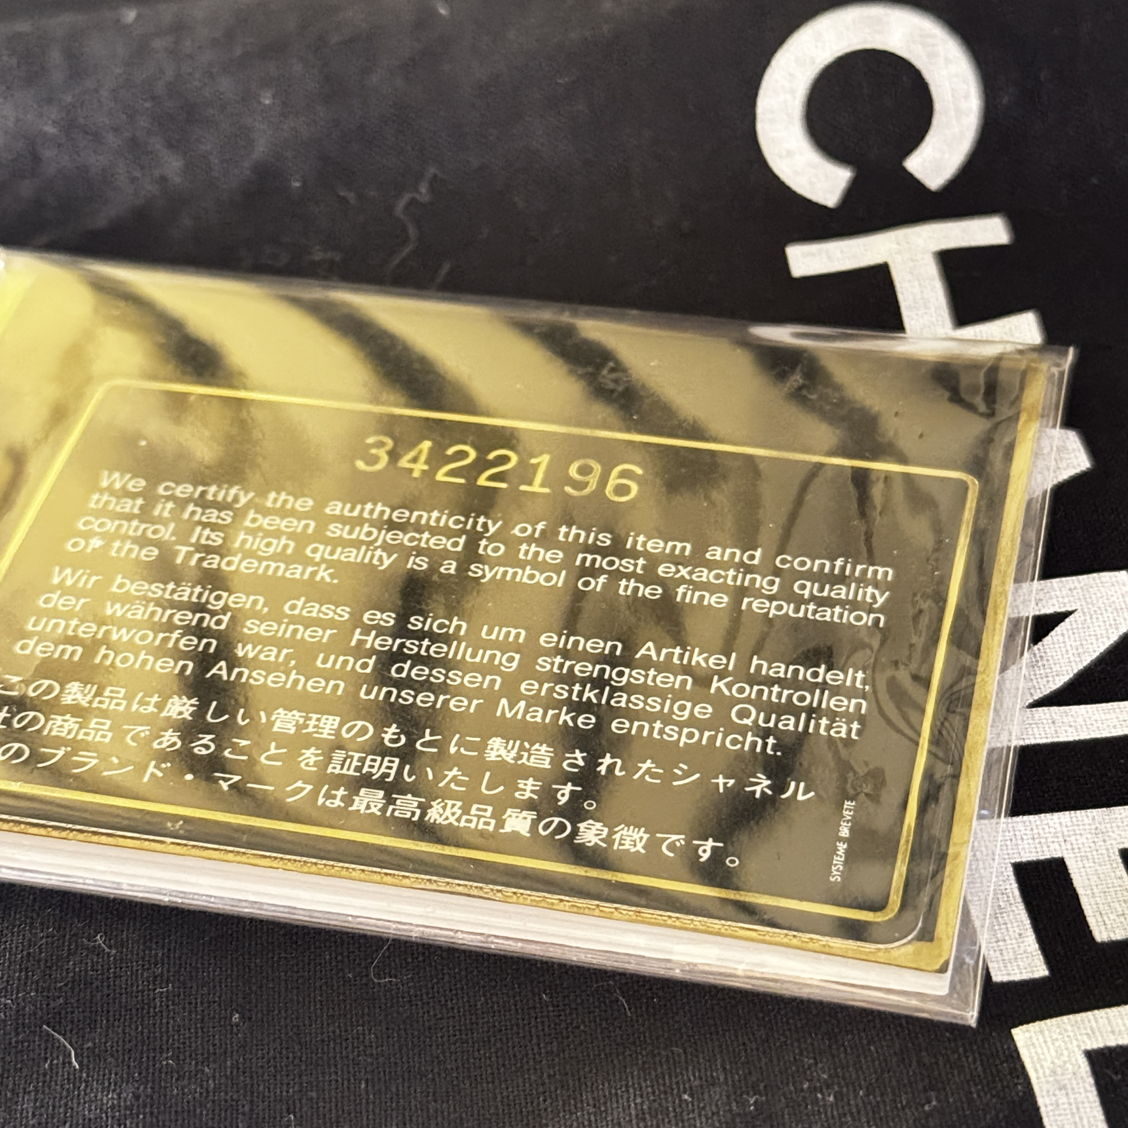 CHANEL
3422196
We certify the authenticity of this item and confirm
that it has been subjected to the most exacting quality
control. Its high quality is a symbol of the fine reputation
of the Trademark.
Wir bestätigen, dass es sich um einen Artikel handelt,
der während seiner Herstellung strengsten Kontrollen
unterworfen war, und dessen erstklassige Qualität
dem hohen Ansehen unserer Marke entspricht.
この製品は厳しい管理のもとに製造されたシャネル
社の商品であることを証明いたします。
のブランド・マークは最高級品質の象徴です。
SYSTEME BREVETE